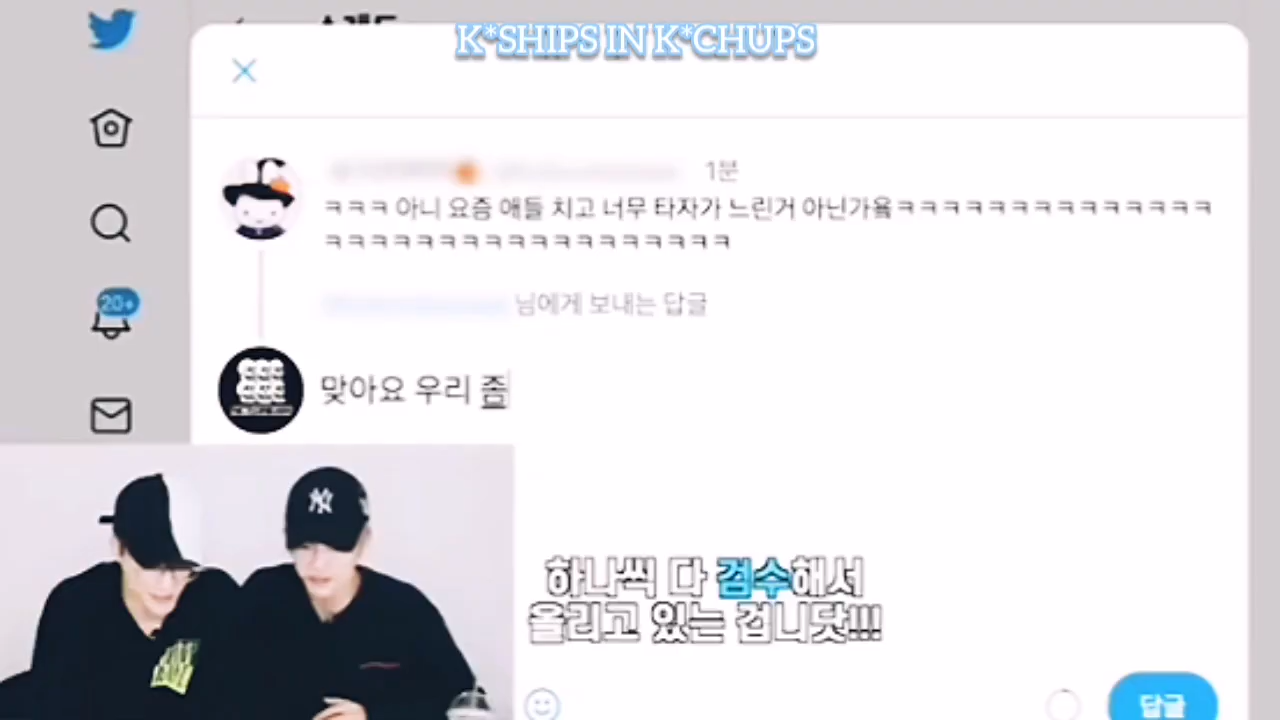 K*SHIPS IN K*CHUPS
1분
ㅋㅋㅋ 아니 요즘 애들 치고 너무 타자가 느린거 아닌가욬ㅋㅋㅋㅋㅋㅋㅋㅋㅋㅋㅋㅋㅋㅋ
ㅋㅋㅋㅋㅋㅋㅋㅋㅋㅋㅋㅋㅋㅋㅋㅋㅋㅋ
20+
님에게 보내는 답글
맞아요 우리 좀
NY
하나씩 다 검수해서
올리고 있는 겁니닷!!!
답글